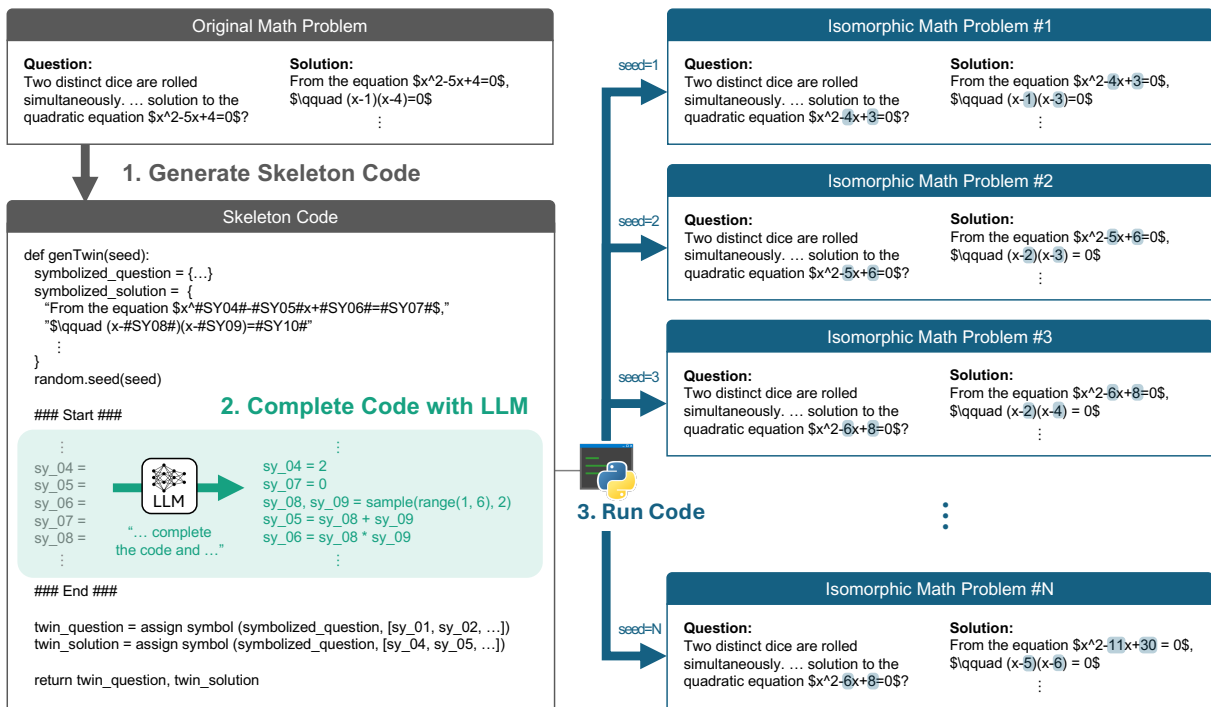 Original Math Problem
Question:
Two distinct dice are rolled
simultaneously. … solution to the
quadratic equation $x^2-5x+4=0$?
Solution:
From the equation $x^2-5x+4=0$,
$\qquad (x-1)(x-4)=0$
⋮
1. Generate Skeleton Code
Skeleton Code
def genTwin(seed):
symbolized_question = {…}
symbolized_solution = {
“From the equation $x^#SY04#-#SY05#x+#SY06#=#SY07#$,”
”$\qquad (x-#SY08#)(x-#SY09)=#SY10#”
⋮
}
random.seed(seed)
### Start ###
2. Complete Code with LLM
⋮
sy_04 =
sy_05 =
sy_06 =
sy_07 =
sy_08 =
⋮
LLM
“… complete
the code and …”
⋮
sy_04 = 2
sy_07 = 0
sy_08, sy_09 = sample(range(1, 6), 2)
sy_05 = sy_08 + sy_09
sy_06 = sy_08 * sy_09
⋮
### End ###
twin_question = assign symbol (symbolized_question, [sy_01, sy_02, …])
twin_solution = assign symbol (symbolized_question, [sy_04, sy_05, …])
return twin_question, twin_solution
3. Run Code
seed=1
Isomorphic Math Problem #1
Question:
Two distinct dice are rolled
simultaneously. … solution to the
quadratic equation $x^2-4x+3=0$?
Solution:
From the equation $x^2-4x+3=0$,
$\qquad (x-1)(x-3)=0$
⋮
seed=2
Isomorphic Math Problem #2
Question:
Two distinct dice are rolled
simultaneously. … solution to the
quadratic equation $x^2-5x+6=0$?
Solution:
From the equation $x^2-5x+6=0$,
$\qquad (x-2)(x-3) = 0$
⋮
seed=3
Isomorphic Math Problem #3
Question:
Two distinct dice are rolled
simultaneously. … solution to the
quadratic equation $x^2-6x+8=0$?
Solution:
From the equation $x^2-6x+8=0$,
$\qquad (x-2)(x-4) = 0$
⋮
⋮
seed=N
Isomorphic Math Problem #N
Question:
Two distinct dice are rolled
simultaneously. … solution to the
quadratic equation $x^2-6x+8=0$?
Solution:
From the equation $x^2-11x+30 = 0$,
$\qquad (x-5)(x-6) = 0$
⋮